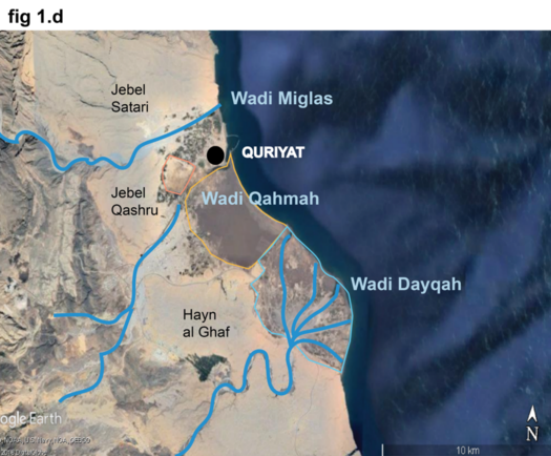 fig 1.d
Jebel
Satari
Wadi Miglas
QURIYAT
Jebel
Qashru
Wadi Qahmah
Wadi Dayqah
Hayn
al Ghaf
ogle Earth
N
10 km